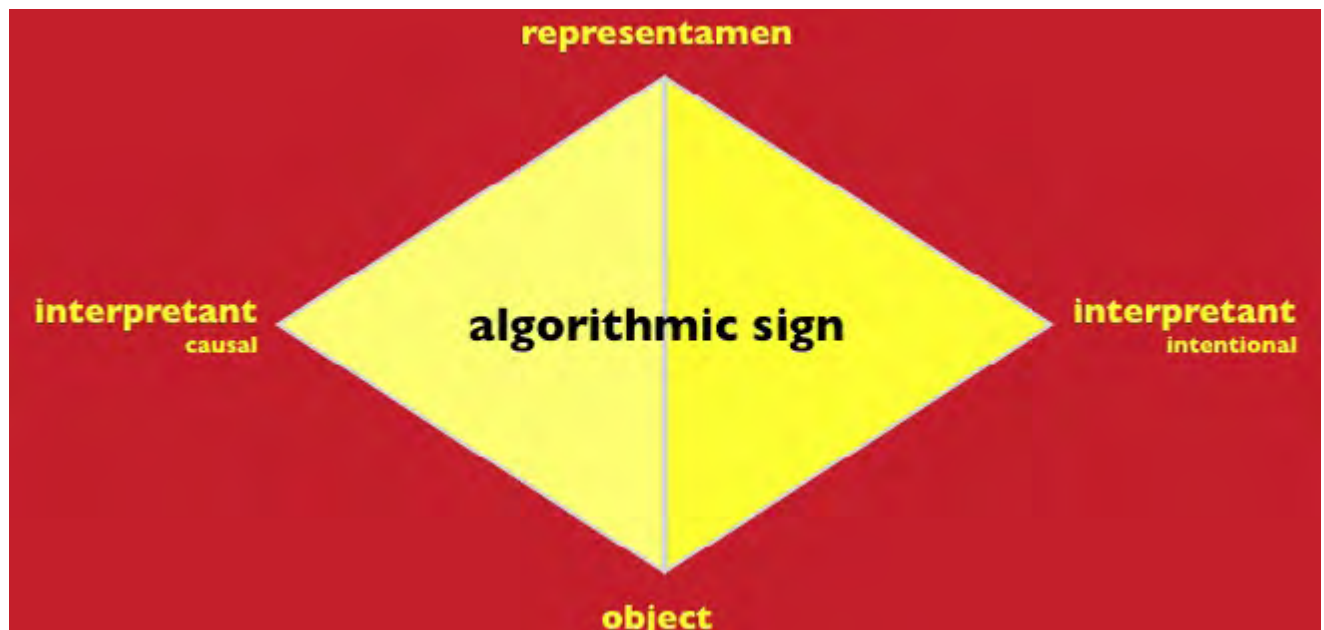 representamen
interpretant
causal
algorithmic sign
interpretant
intentional
object